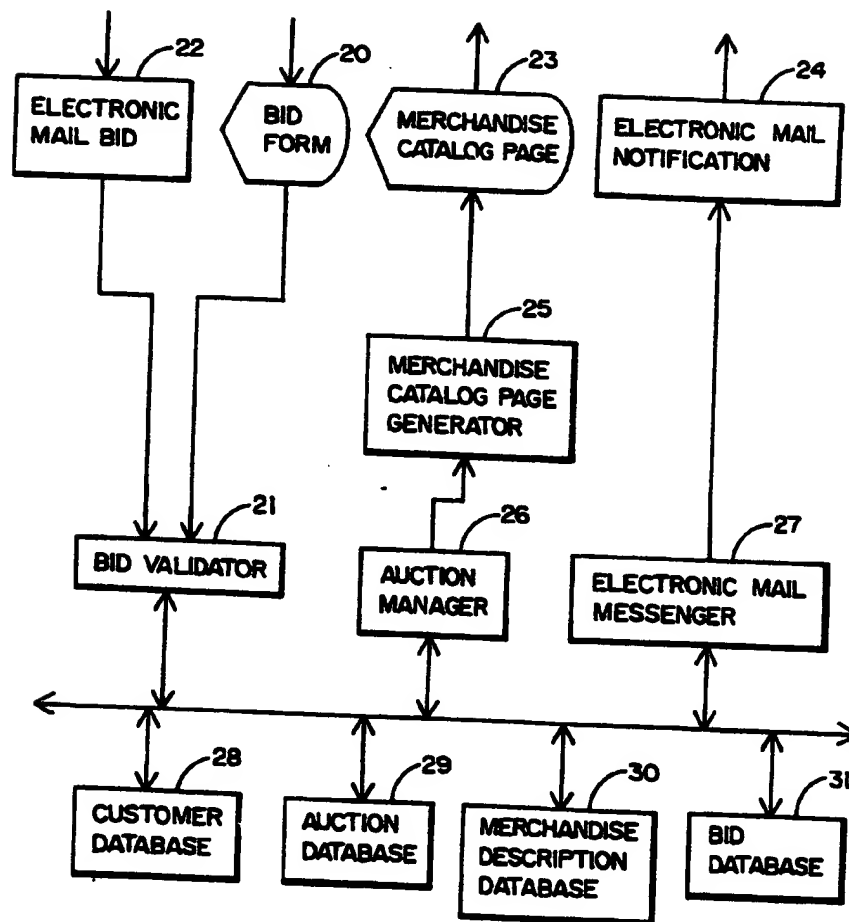 22
20
23
24
ELECTRONIC
MAIL BID
BID
FORM
MERCHANDISE
CATALOG PAGE
ELECTRONIC MAIL
NOTIFICATION
25
MERCHANDISE
CATALOG PAGE
GENERATOR
21
BID VALIDATOR
26
AUCTION
MANAGER
27
ELECTRONIC MAIL
MESSENGER
28
CUSTOMER
DATABASE
29
AUCTION
DATABASE
30
MERCHANDISE
DESCRIPTION
DATABASE
31
BID
DATABASE